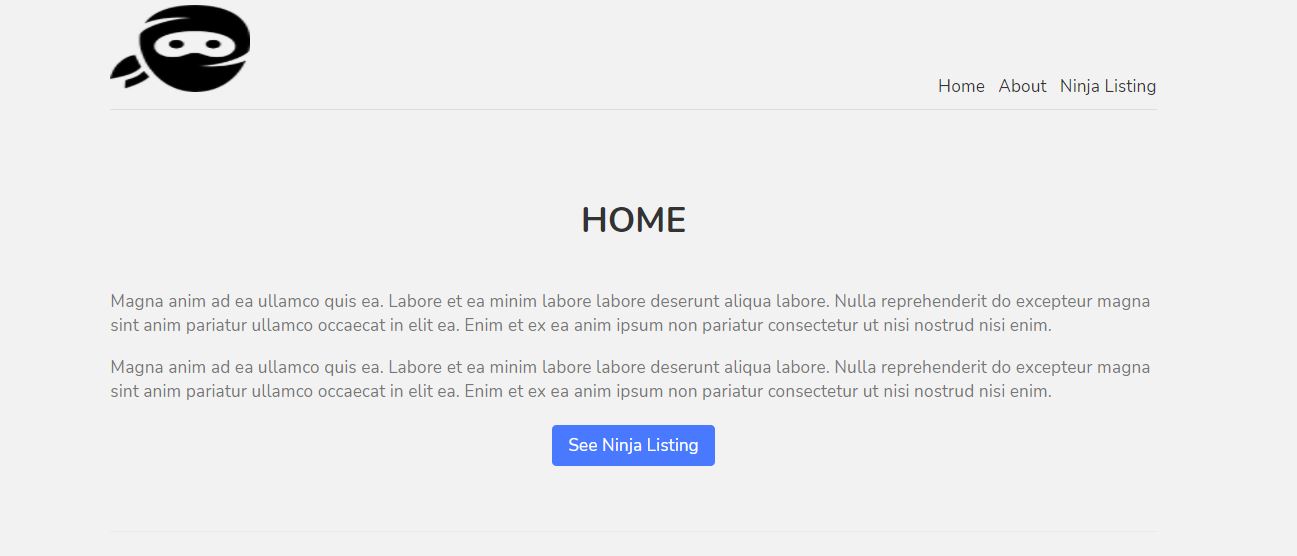 Home About Ninja Listing
HOME
Magna anim ad ea ullamco quis ea. Labore et ea minim labore labore deserunt aliqua labore. Nulla reprehenderit do excepteur magna
sint anim pariatur ullamco occaecat in elit ea. Enim et ex ea anim ipsum non pariatur consectetur ut nisi nostrud nisi enim.
Magna anim ad ea ullamco quis ea. Labore et ea minim labore labore deserunt aliqua labore. Nulla reprehenderit do excepteur magna
sint anim pariatur ullamco occaecat in elit ea. Enim et ex ea anim ipsum non pariatur consectetur ut nisi nostrud nisi enim.
See Ninja Listing